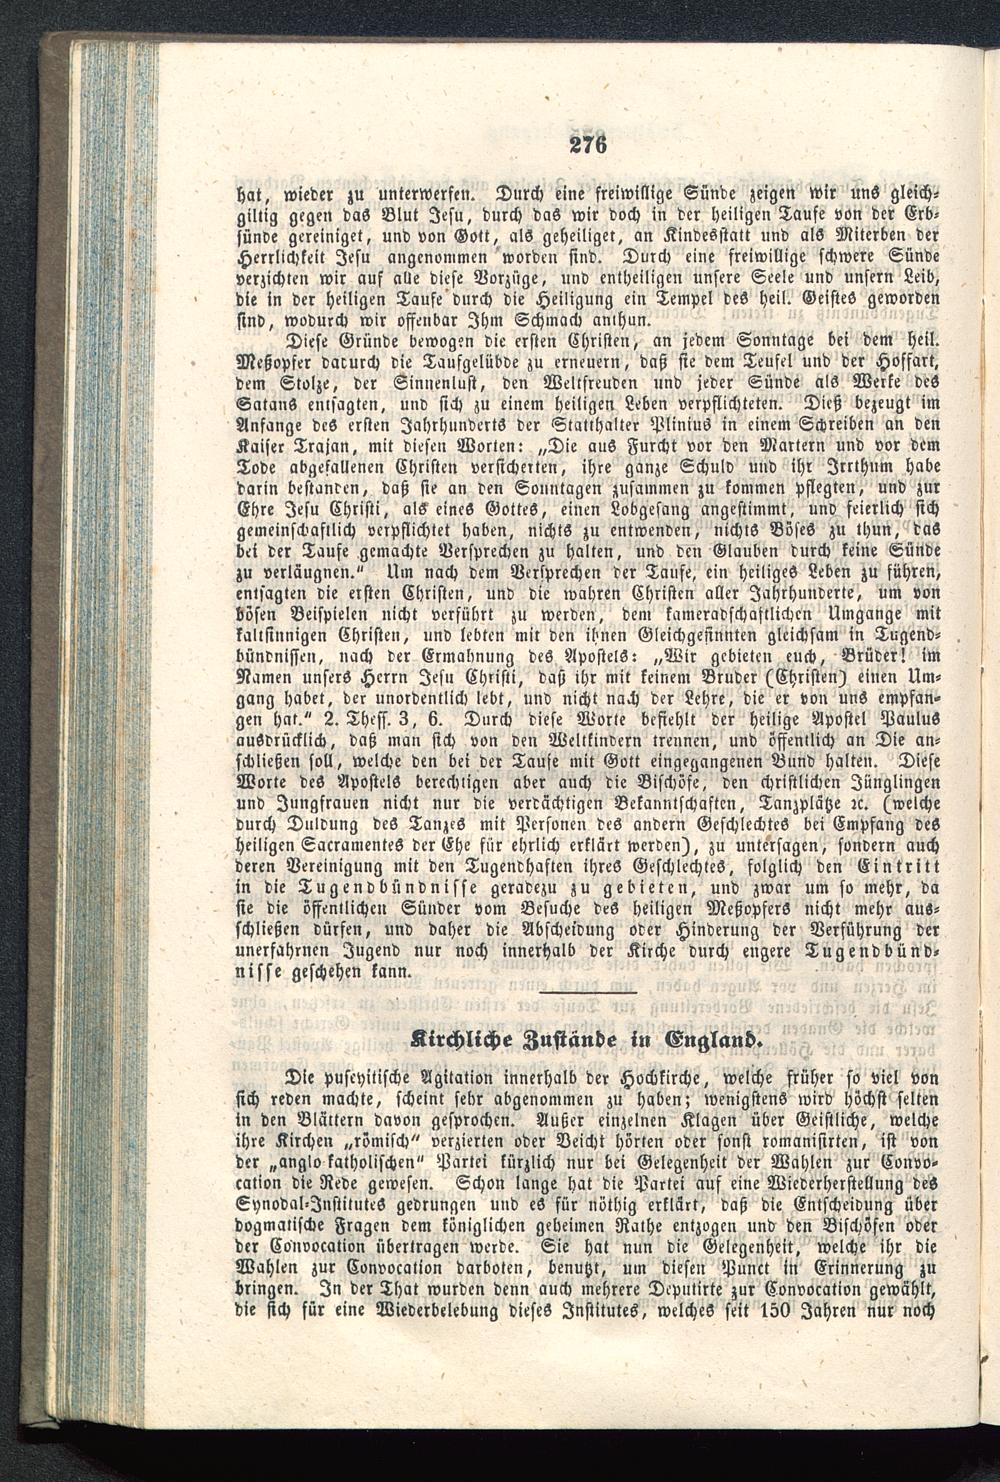 276
hat, wieder zu unterwerfen. Durch eine freiwillige Sünde zeigen wir uns gleich-
giltig gegen das Blut Jesu, durch das wir doch in der heiligen Taufe von der Erb-
sünde gereiniget, und von Gott, als geheiliget, an Kindesstatt und als Miterben der
Herrlichkeit Jesu angenommen worden sind. Durch eine freiwillige schwere Sünde
verzichten wir auf alle diese Vorzüge, und entheiligen unsere Seele und unsern Leib,
die in der heiligen Taufe durch die Heiligung ein Tempel des heil. Geistes geworden
sind, wodurch wir offenbar Ihm Schmach anthun.
Diese Gründe bewogen die ersten Christen, an jedem Sonntage bei dem heil.
Meßopfer dadurch die Taufgelübde zu erneuern, daß sie dem Teufel und der Hoffart,
dem Stolze, der Sinnenlust, den Weltfreuden und jeder Sünde als Werke des
Satans entsagten, und sich zu einem heiligen Leben verpflichteten. Dieß bezeugt im
Anfange des ersten Jahrhunderts der Statthalter Plinius in einem Schreiben an den
Kaiser Trajan, mit diesen Worten: „Die aus Furcht vor den Martern und vor dem
Tode abgefallenen Christen versicherten, ihre ganze Schuld und ihr Irrthum habe
darin bestanden, daß sie an den Sonntagen zusammen zu kommen pflegten, und zur
Ehre Jesu Christi, als eines Gottes, einen Lobgesang angestimmt, und feierlich sich
gemeinschaftlich verpflichtet haben, nichts zu entwenden, nichts Böses zu thun, das
bei der Taufe gemachte Versprechen zu halten, und den Glauben durch keine Sünde
zu verläugnen.“ Um nach dem Versprechen der Taufe, ein heiliges Leben zu führen,
entsagten die ersten Christen, und die wahren Christen aller Jahrhunderte, um von
bösen Beispielen nicht verführt zu werden, dem kameradschaftlichen Umgange mit
kaltsinnigen Christen, und lebten mit den ihnen Gleichgesinnten gleichsam in Tugend-
bündnissen, nach der Ermahnung des Apostels: „Wir gebieten euch, Brüder! im
Namen unsers Herrn Jesu Christi, daß ihr mit keinem Bruder (Christen) einen Um-
gang habet, der unordentlich lebt, und nicht nach der Lehre, die er von uns empfan-
gen hat.“ 2. Thess. 3, 6. Durch diese Worte befiehlt der heilige Apostel Paulus
ausdrücklich, daß man sich von den Weltkindern trennen, und öffentlich an Die an-
schließen soll, welche den bei der Taufe mit Gott eingegangenen Bund halten. Diese
Worte des Apostels berechtigen aber auch die Bischöfe, den christlichen Jünglingen
und Jungfrauen nicht nur die verdächtigen Bekanntschaften, Tanzplätze ꝛc. (welche
durch Duldung des Tanzes mit Personen des andern Geschlechtes bei Empfang des
heiligen Sacramentes der Ehe für ehrlich erklärt werden), zu untersagen, sondern auch
deren Vereinigung mit den Tugendhaften ihres Geschlechtes, folglich den Eintritt
in die Tugendbündnisse geradezu zu gebieten, und zwar um so mehr, da
sie die öffentlichen Sünder vom Besuche des heiligen Meßopfers nicht mehr aus-
schließen dürfen, und daher die Abscheidung oder Hinderung der Verführung der
unerfahrnen Jugend nur noch innerhalb der Kirche durch engere Tugendbünd-
nisse geschehen kann.
Kirchliche Zustände in England.
Die puseyitische Agitation innerhalb der Hochkirche, welche früher so viel von
sich reden machte, scheint sehr abgenommen zu haben; wenigstens wird höchst selten
in den Blättern davon gesprochen. Außer einzelnen Klagen über Geistliche, welche
ihre Kirchen „römisch“ verzierten oder Beicht hörten oder sonst romanisirten, ist von
der „anglo-katholischen“ Partei kürzlich nur bei Gelegenheit der Wahlen zur Convo-
cation die Rede gewesen. Schon lange hat die Partei auf eine Wiederherstellung des
Synodal-Institutes gedrungen und es für nöthig erklärt, daß die Entscheidung über
dogmatische Fragen dem königlichen geheimen Rathe entzogen und den Bischöfen oder
der Convocation übertragen werde. Sie hat nun die Gelegenheit, welche ihr die
Wahlen zur Convocation darboten, benutzt, um diesen Punct in Erinnerung zu
bringen. In der That wurden denn auch mehrere Deputirte zur Convocation gewählt,
die sich für eine Wiederbelebung dieses Institutes, welches seit 150 Jahren nur noch